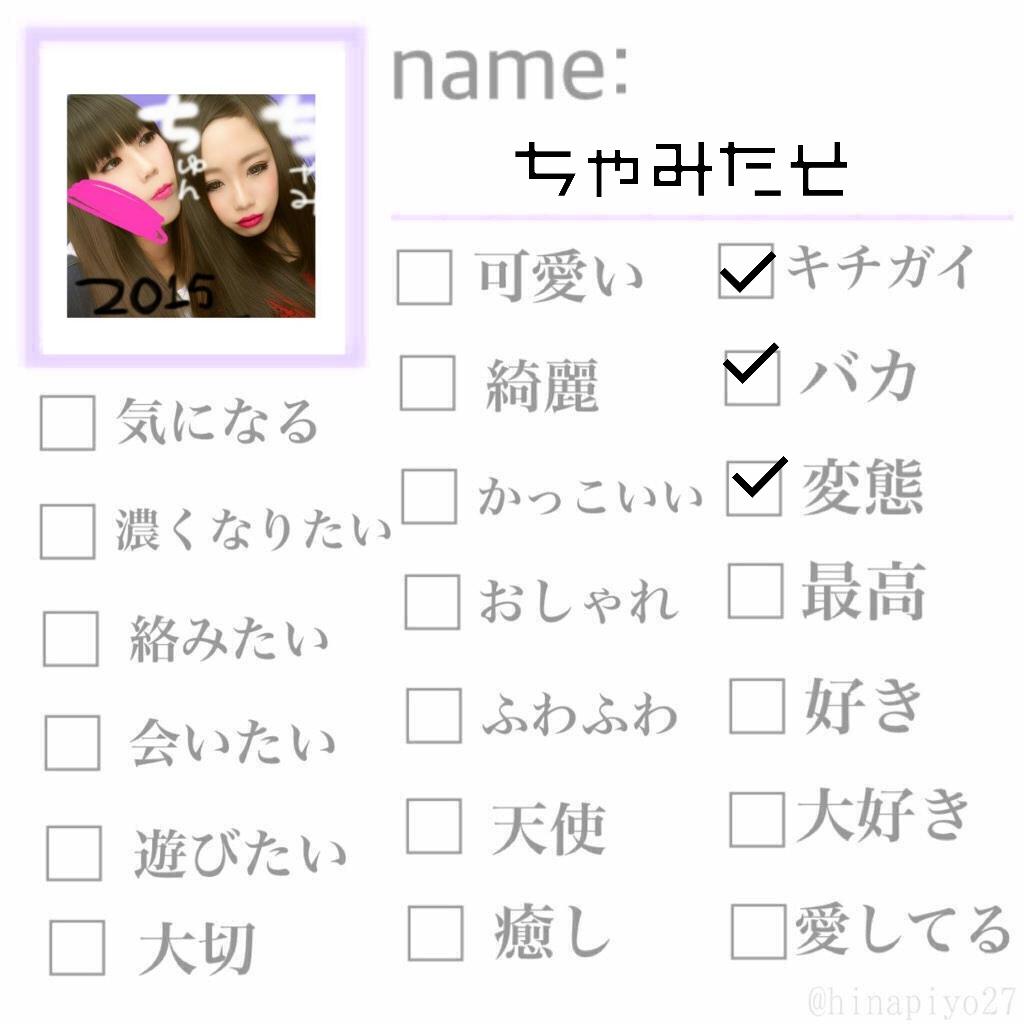 name:
ちゃみたせ
ちゅん
ちゃみ
2015
気になる
濃くなりたい
絡みたい
会いたい
遊びたい
大切
可愛い
綺麗
かっこいい
おしゃれ
ふわふわ
天使
癒し
キチガイ
バカ
変態
最高
好き
大好き
愛してる
@hinapiyo27